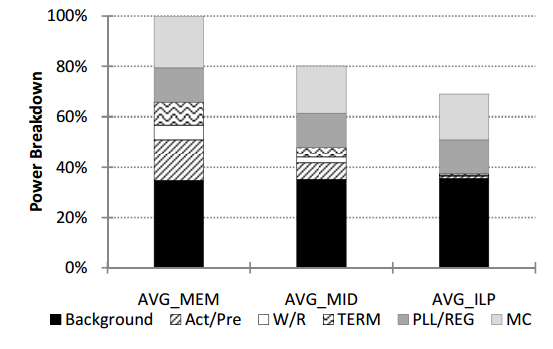 100%
80%
60%
40%
20%
0%
Power Breakdown
AVG_MEM AVG_MID AVG_ILP
Background Act/Pre W/R TERM PLL/REG MC